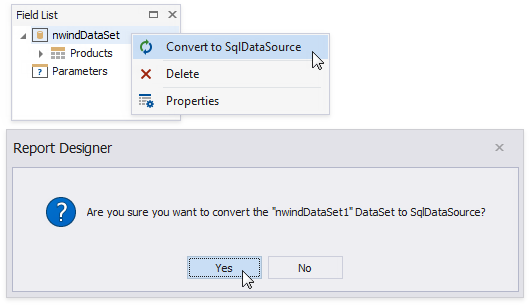 Field List
nwindDataSet
Products
Parameters
Convert to SqlDataSource
Delete
Properties
Report Designer
Are you sure you want to convert the "nwindDataSet1" DataSet to SqlDataSource?
Yes
No